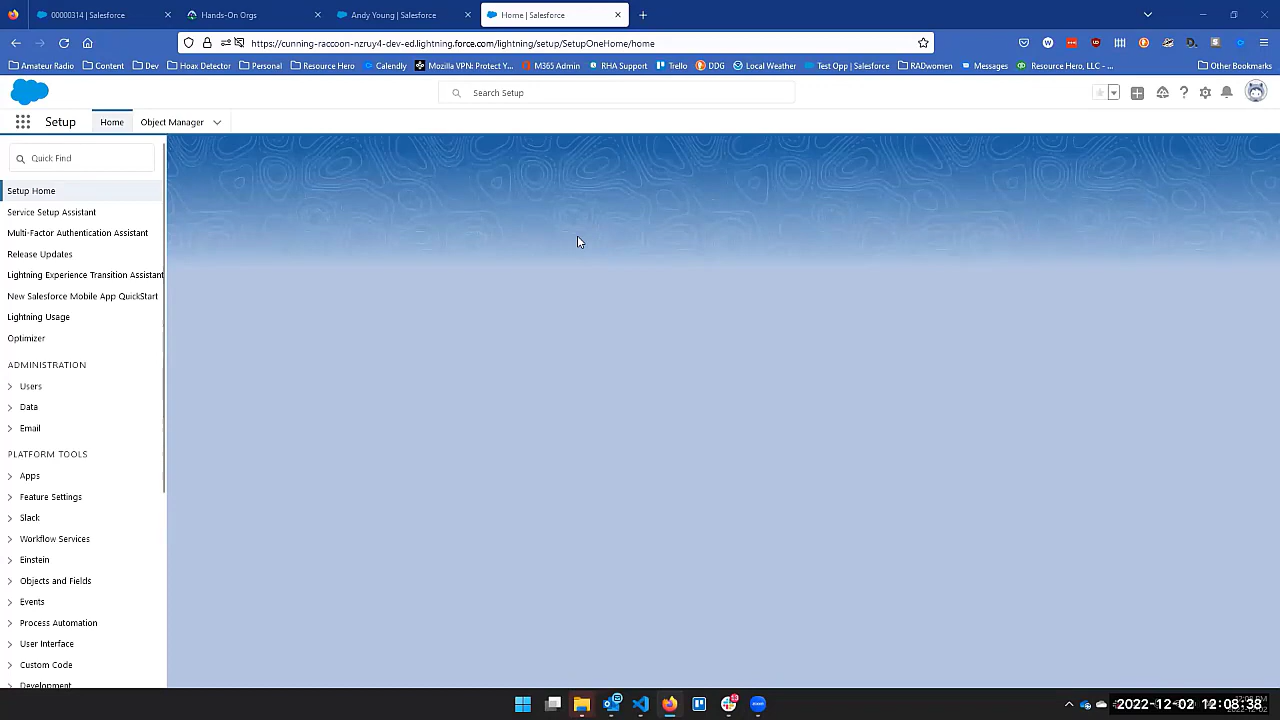 00000314 | Salesforce
Hands-On Orgs
Andy Young | Salesforce
Home | Salesforce
https://cunning-raccoon-nzruy4-dev-ed.lightning.force.com/lightning/setup/SetupOneHome/home
Amateur Radio
Content
Dev
Hoax Detector
Personal
Resource Hero
Calendly
Mozilla VPN: Protect Y...
M365 Admin
RHA Support
Trello
DDG
Local Weather
Test Opp | Salesforce
RADwomen
Messages
Resource Hero, LLC - ...
Other Bookmarks
Search Setup
Setup
Home
Object Manager
Quick Find
Setup Home
Service Setup Assistant
Multi-Factor Authentication Assistant
Release Updates
Lightning Experience Transition Assistant
New Salesforce Mobile App QuickStart
Lightning Usage
Optimizer
ADMINISTRATION
Users
Data
Email
PLATFORM TOOLS
Apps
Feature Settings
Slack
Workflow Services
Einstein
Objects and Fields
Events
Process Automation
User Interface
Custom Code
Development
2022-12-02 12:08:38